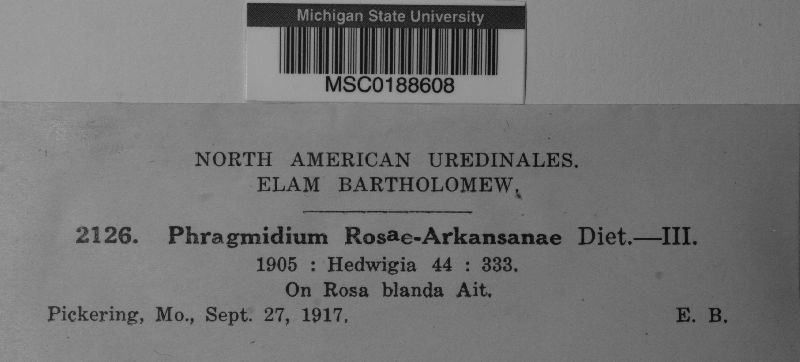 Michigan State University
MSC0188608
NORTH AMERICAN UREDINALES.
ELAM BARTHOLOMEW.
2126. Phragmidium Rosae-Arkansanae Diet.—III.
1905 : Hedwigia 44 : 333.
On Rosa blanda Ait.
Pickering, Mo., Sept. 27, 1917. E. B.